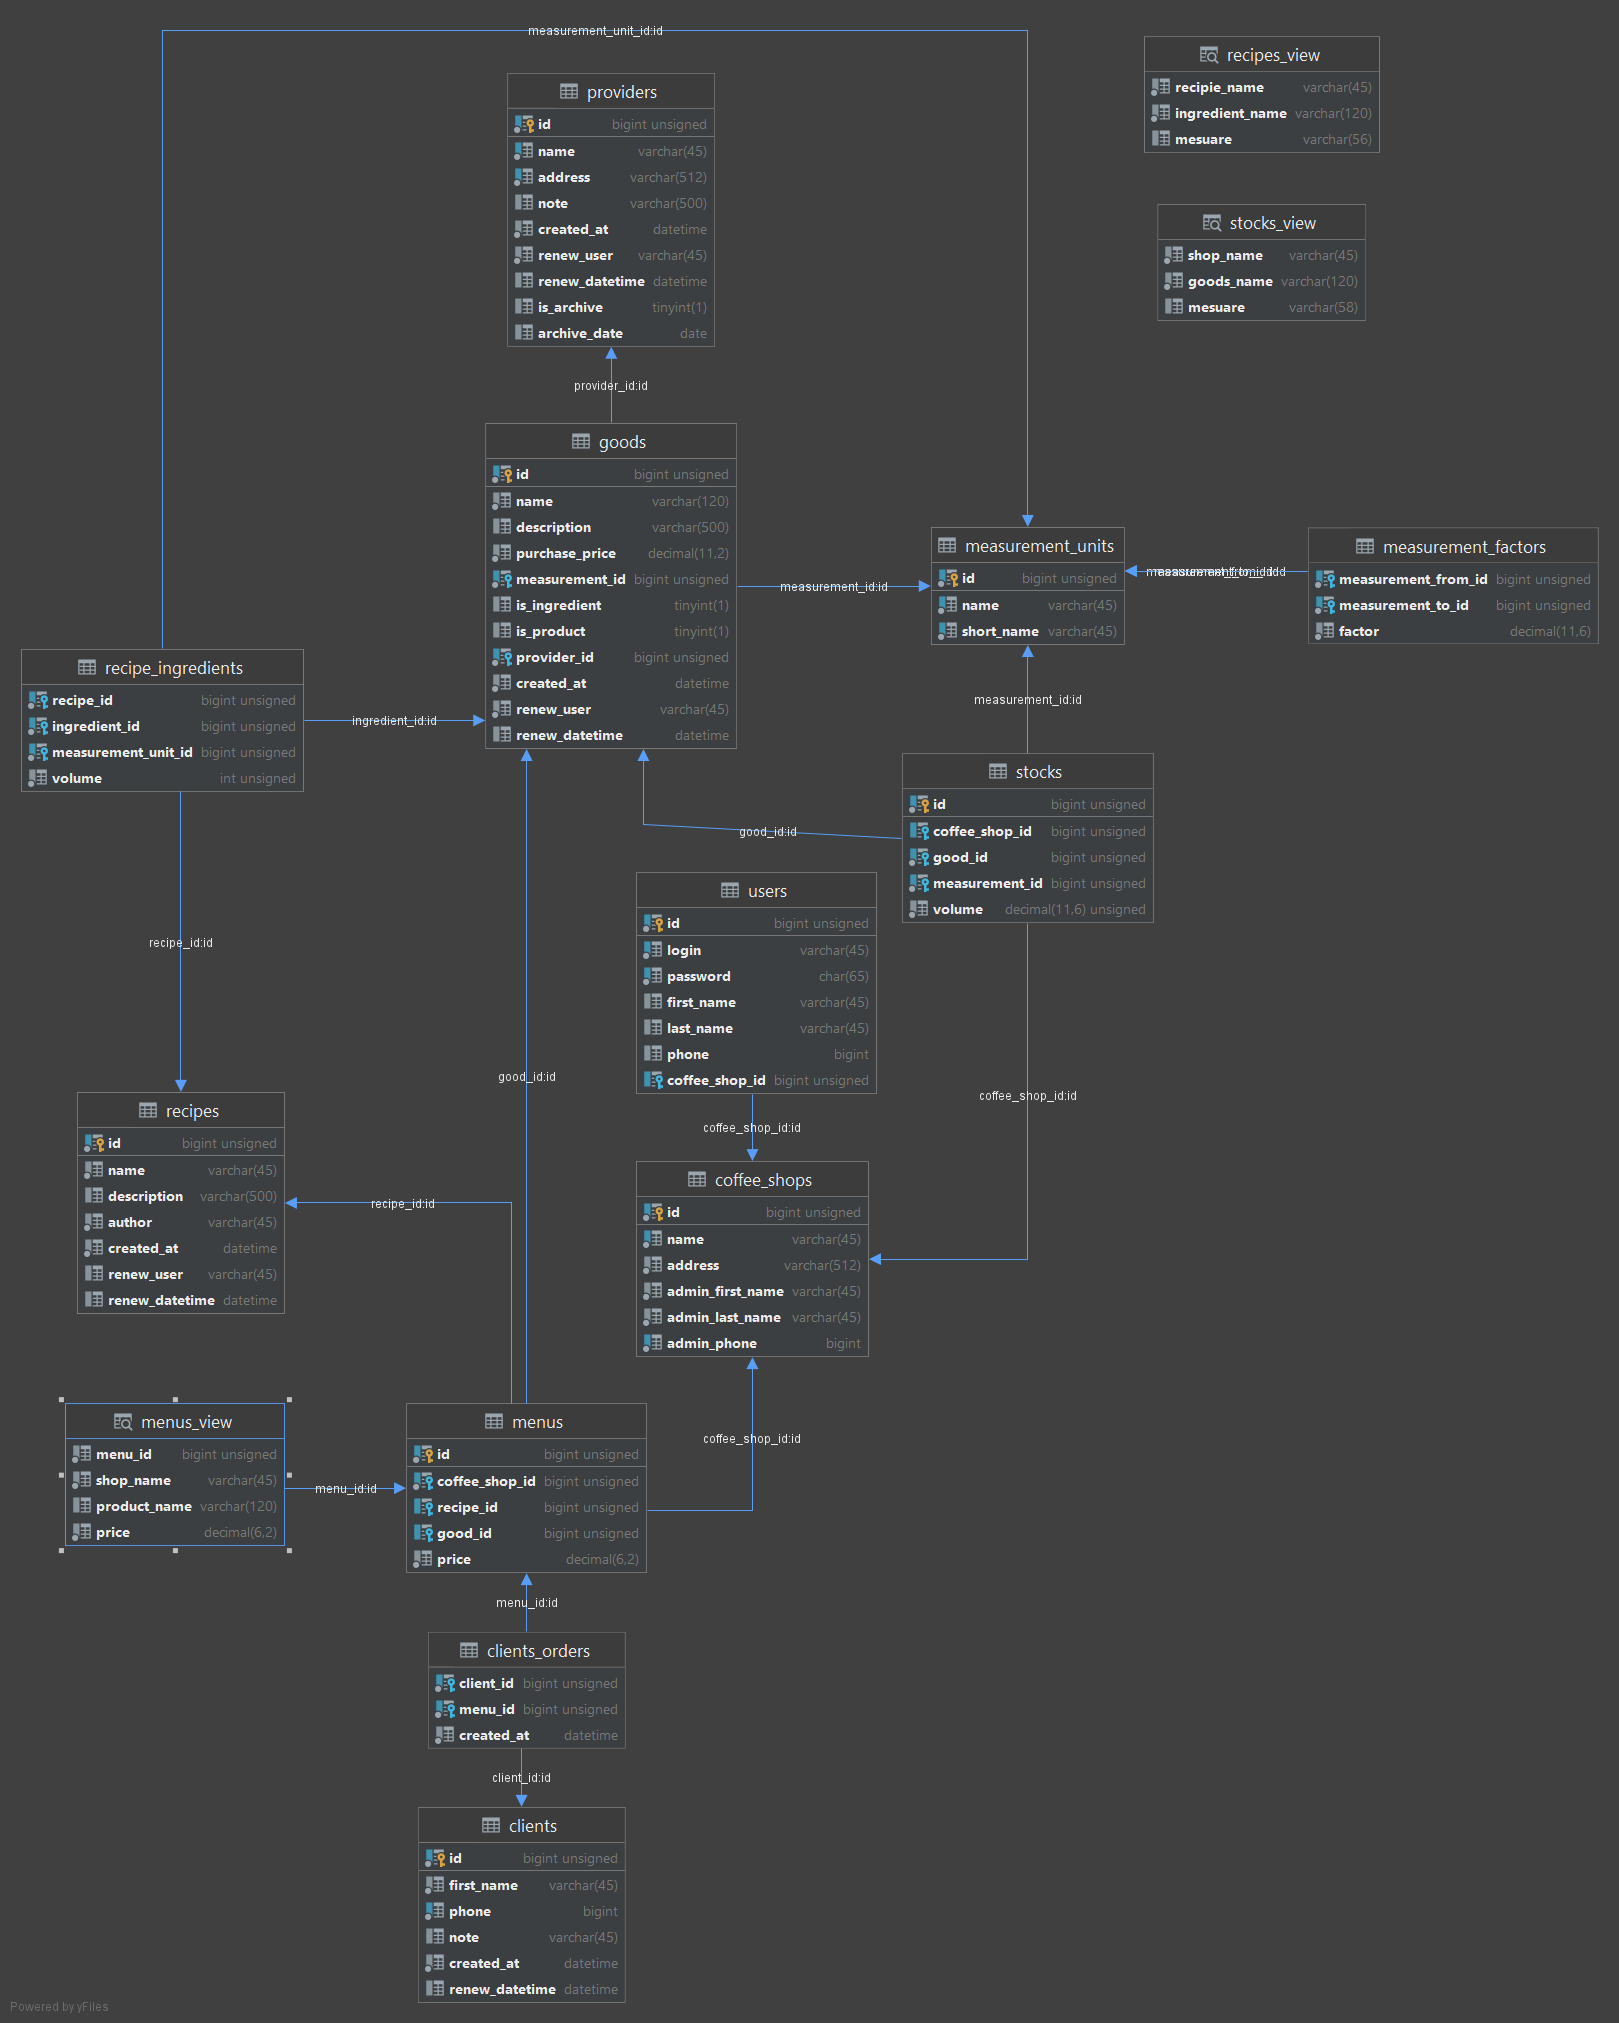 measurement_unit_id:id
recipes_view
recipie_name varchar(45)
ingredient_name varchar(120)
mesuare varchar(56)
providers
id bigint unsigned
name varchar(45)
address varchar(512)
note varchar(500)
created_at datetime
renew_user varchar(45)
renew_datetime datetime
is_archive tinyint(1)
archive_date date
stocks_view
shop_name varchar(45)
goods_name varchar(120)
mesuare varchar(58)
provider_id:id
goods
id bigint unsigned
name varchar(120)
description varchar(500)
purchase_price decimal(11,2)
measurement_id bigint unsigned
is_ingredient tinyint(1)
is_product tinyint(1)
provider_id bigint unsigned
created_at datetime
renew_user varchar(45)
renew_datetime datetime
measurement_id:id
measurement_units
id bigint unsigned
name varchar(45)
short_name varchar(45)
measurement_factors
measurement_from_id bigint unsigned
measurement_to_id bigint unsigned
factor decimal(11,6)
recipe_ingredients
recipe_id bigint unsigned
ingredient_id bigint unsigned
measurement_unit_id bigint unsigned
volume int unsigned
ingredient_id:id
measurement_id:id
stocks
id bigint unsigned
coffee_shop_id bigint unsigned
good_id bigint unsigned
measurement_id bigint unsigned
volume decimal(11,6) unsigned
good_id:id
users
id bigint unsigned
login varchar(45)
password char(65)
first_name varchar(45)
last_name varchar(45)
phone bigint
coffee_shop_id bigint unsigned
recipe_id:id
good_id:id
coffee_shop_id:id
coffee_shop_id:id
recipes
id bigint unsigned
name varchar(45)
description varchar(500)
author varchar(45)
created_at datetime
renew_user varchar(45)
renew_datetime datetime
recipe_id:id
coffee_shops
id bigint unsigned
name varchar(45)
address varchar(512)
admin_first_name varchar(45)
admin_last_name varchar(45)
admin_phone bigint
menus_view
menu_id bigint unsigned
shop_name varchar(45)
product_name varchar(120)
price decimal(6,2)
menu_id:id
menus
id bigint unsigned
coffee_shop_id bigint unsigned
recipe_id bigint unsigned
good_id bigint unsigned
price decimal(6,2)
coffee_shop_id:id
menu_id:id
clients_orders
client_id bigint unsigned
menu_id bigint unsigned
created_at datetime
client_id:id
clients
id bigint unsigned
first_name varchar(45)
phone bigint
note varchar(45)
created_at datetime
renew_datetime datetime
Powered by yFiles